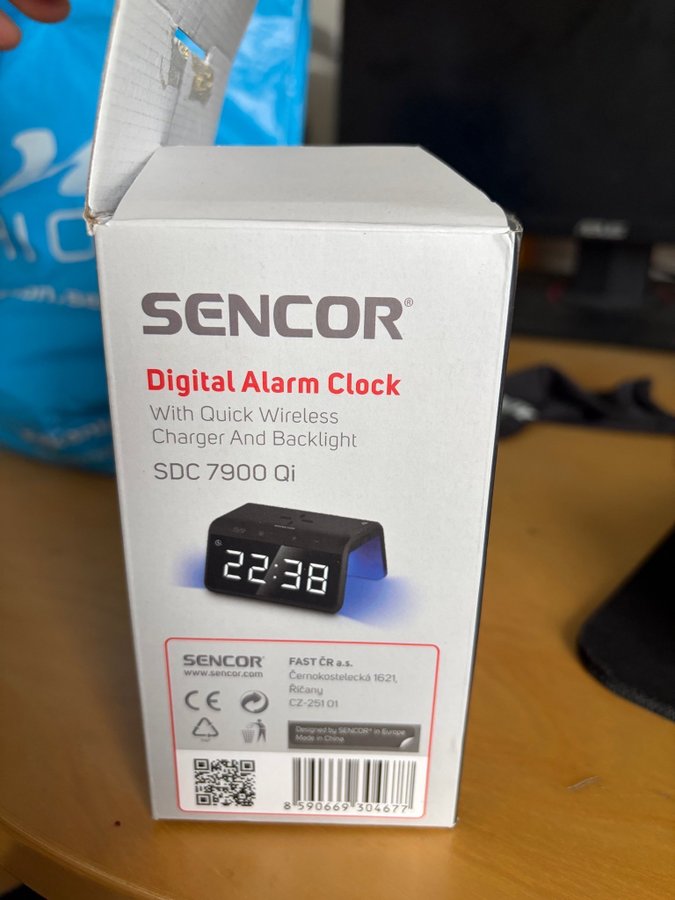 SENCOR®
Digital Alarm Clock
With Quick Wireless
Charger And Backlight
SDC 7900 Qi
22:38
SENCOR®
www.sencor.com
FAST ČR a.s.
Černokostelecká 1621,
Říčany
CZ-251 01
CE
Designed by SENCOR® in Europe
Made in China
8 590669 304677